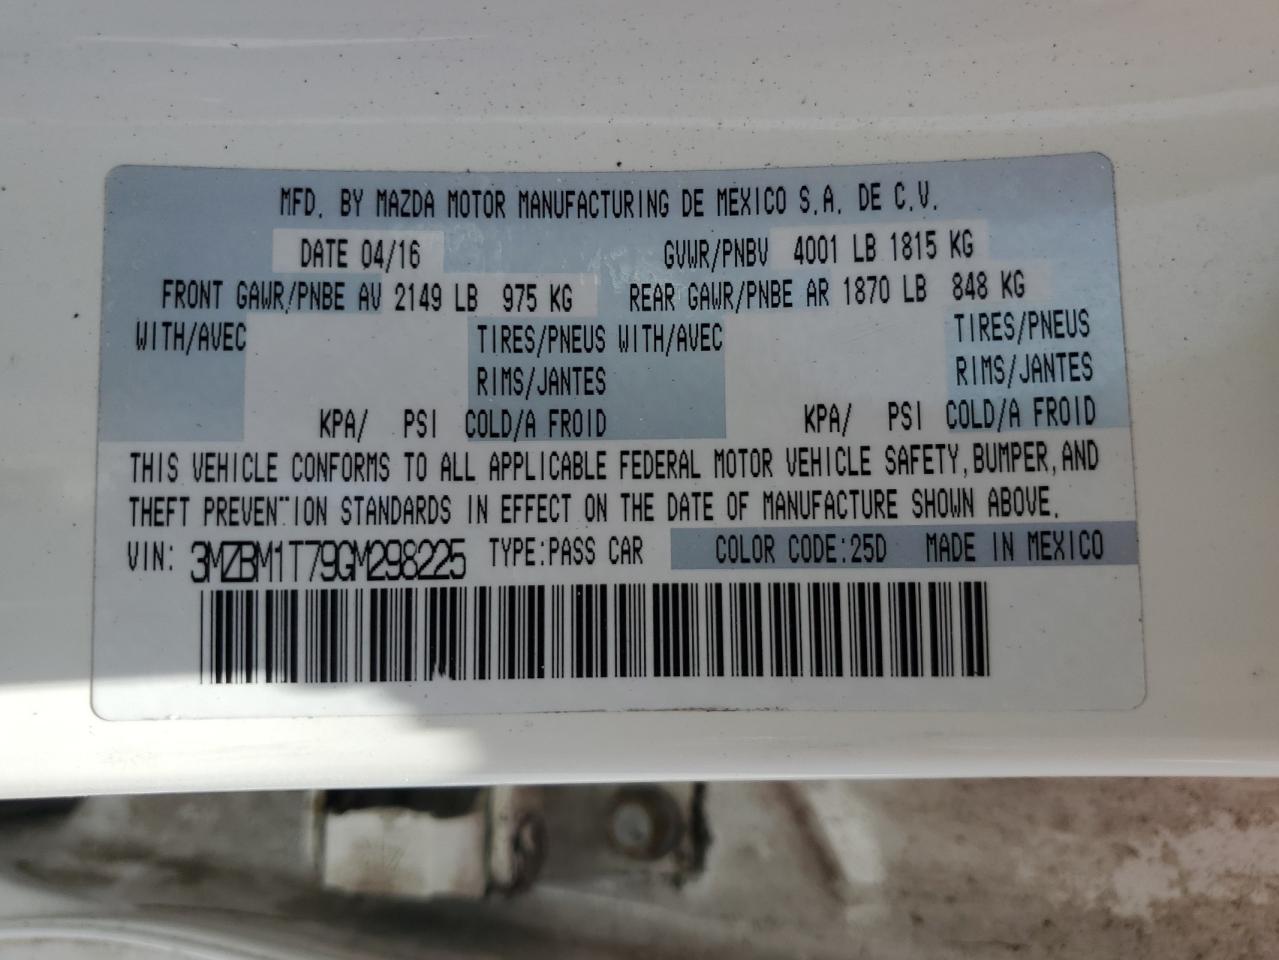 MFD. BY MAZDA MOTOR MANUFACTURING DE MEXICO S.A. DE C.V.
DATE 04/16 GVWR/PNBV 4001 LB 1815 KG
FRONT GAWR/PNBE AV 2149 LB 975 KG REAR GAWR/PNBE AR 1870 LB 848 KG
WITH/AVEC TIRES/PNEUS WITH/AVEC TIRES/PNEUS
RIMS/JANTES RIMS/JANTES
KPA/ PSI COLD/A FROID KPA/ PSI COLD/A FROID
THIS VEHICLE CONFORMS TO ALL APPLICABLE FEDERAL MOTOR VEHICLE SAFETY, BUMPER, AND
THEFT PREVENTION STANDARDS IN EFFECT ON THE DATE OF MANUFACTURE SHOWN ABOVE.
VIN: 3MZBM1T79GM298225 TYPE:PASS CAR COLOR CODE:25D MADE IN MEXICO